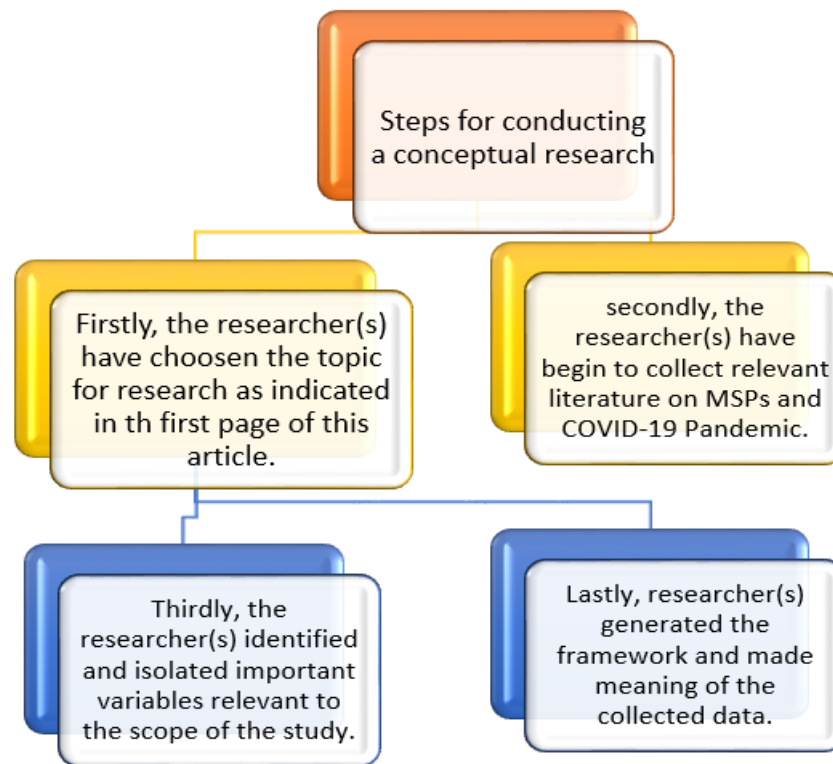 Steps for conducting
a conceptual research
Firstly, the researcher(s)
have choosen the topic
for research as indicated
in th first page of this
article.
secondly, the
researcher(s) have
begin to collect relevant
literature on MSPs and
COVID-19 Pandemic.
Thirdly, the
researcher(s) identified
and isolated important
variables relevant to
the scope of the study.
Lastly, researcher(s)
generated the
framework and made
meaning of the
collected data.